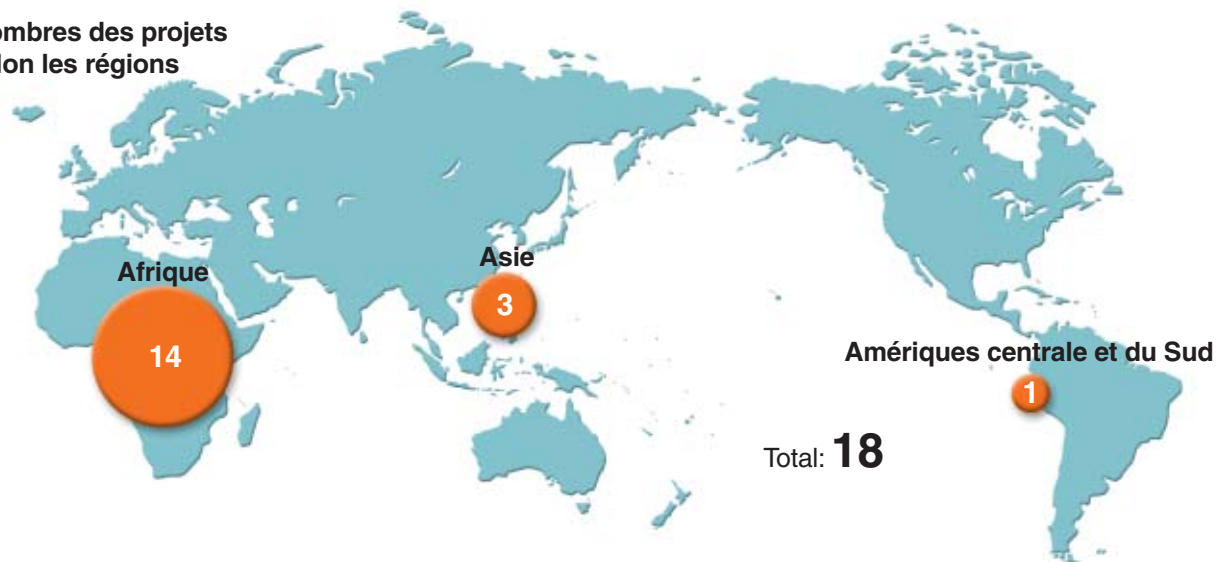 ombres des projets
lon les régions
Afrique
14
Asie
3
Amériques centrale et du Sud
1
Total: 18